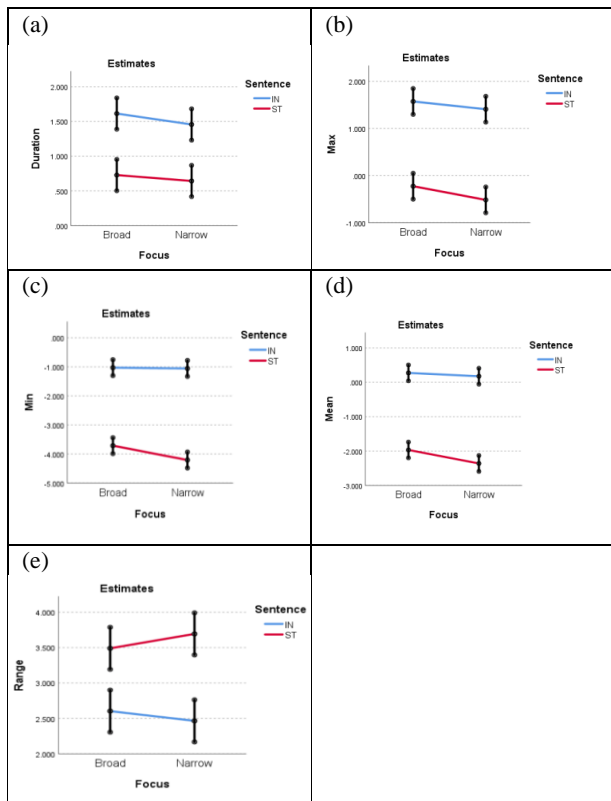 (a)
Estimates
Sentence
IN
ST
2.000
1.500
1.000
.500
.000
Duration
Broad
Narrow
Focus
(b)
Estimates
Sentence
IN
ST
2.000
1.000
.000
-1.000
Max
Broad
Narrow
Focus
(c)
Estimates
Sentence
IN
ST
.000
-1.000
-2.000
-3.000
-4.000
-5.000
Min
Broad
Narrow
Focus
(d)
Estimates
Sentence
IN
ST
1.000
.000
-1.000
-2.000
-3.000
Mean
Broad
Narrow
Focus
(e)
Estimates
Sentence
IN
ST
4.000
3.500
3.000
2.500
2.000
Range
Broad
Narrow
Focus